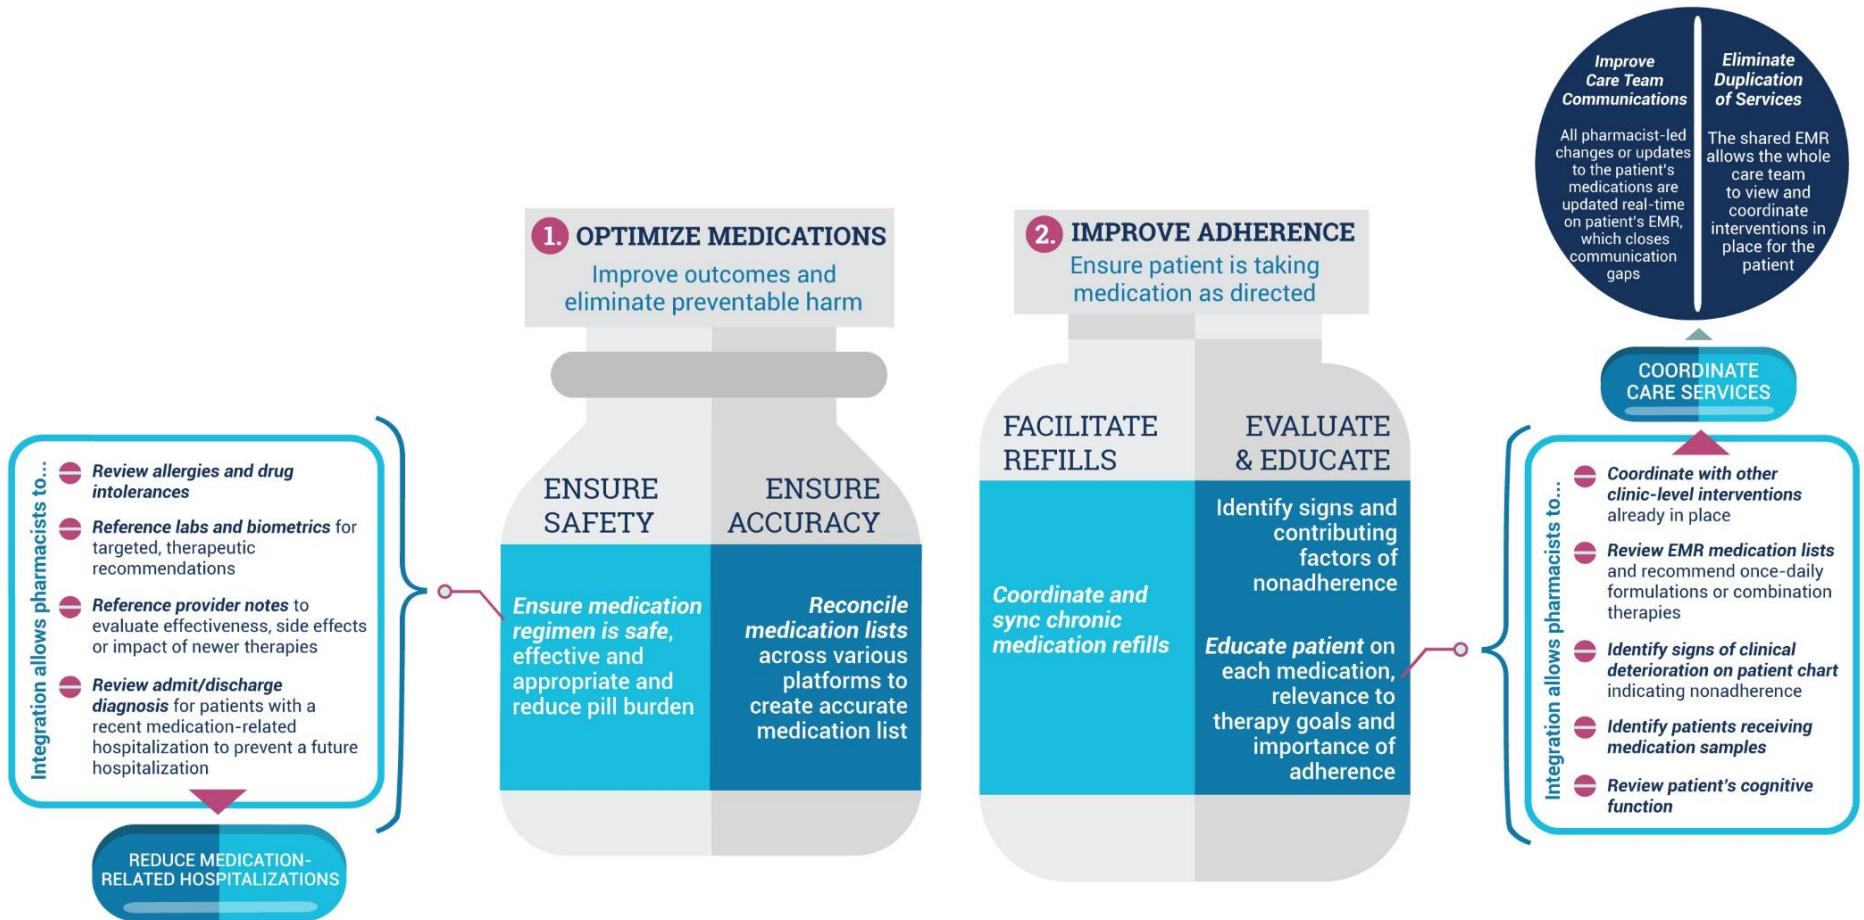 Integration allows pharmacists to...
Review allergies and drug
intolerances
Reference labs and biometrics for
targeted, therapeutic
recommendations
Reference provider notes to
evaluate effectiveness, side effects
or impact of newer therapies
Review admit/discharge
diagnosis for patients with a
recent medication-related
hospitalization to prevent a future
hospitalization
REDUCE MEDICATION-
RELATED HOSPITALIZATIONS
1. OPTIMIZE MEDICATIONS
Improve outcomes and
eliminate preventable harm
ENSURE
SAFETY
Ensure medication
regimen is safe,
effective and
appropriate and
reduce pill burden
ENSURE
ACCURACY
Reconcile
medication lists
across various
platforms to
create accurate
medication list
2. IMPROVE ADHERENCE
Ensure patient is taking
medication as directed
FACILITATE
REFILLS
Coordinate and
sync chronic
medication refills
EVALUATE
& EDUCATE
Identify signs and
contributing
factors of
nonadherence
Educate patient on
each medication,
relevance to
therapy goals and
importance of
adherence
Integration allows pharmacists to...
Coordinate with other
clinic-level interventions
already in place
Review EMR medication lists
and recommend once-daily
formulations or combination
therapies
Identify signs of clinical
deterioration on patient chart
indicating nonadherence
Identify patients receiving
medication samples
Review patient's cognitive
function
COORDINATE
CARE SERVICES
Improve
Care Team
Communications
All pharmacist-led
changes or updates
to the patient's
medications are
updated real-time
on patient's EMR,
which closes
communication
gaps
Eliminate
Duplication
of Services
The shared EMR
allows the whole
care team
to view and
coordinate
interventions in
place for the
patient